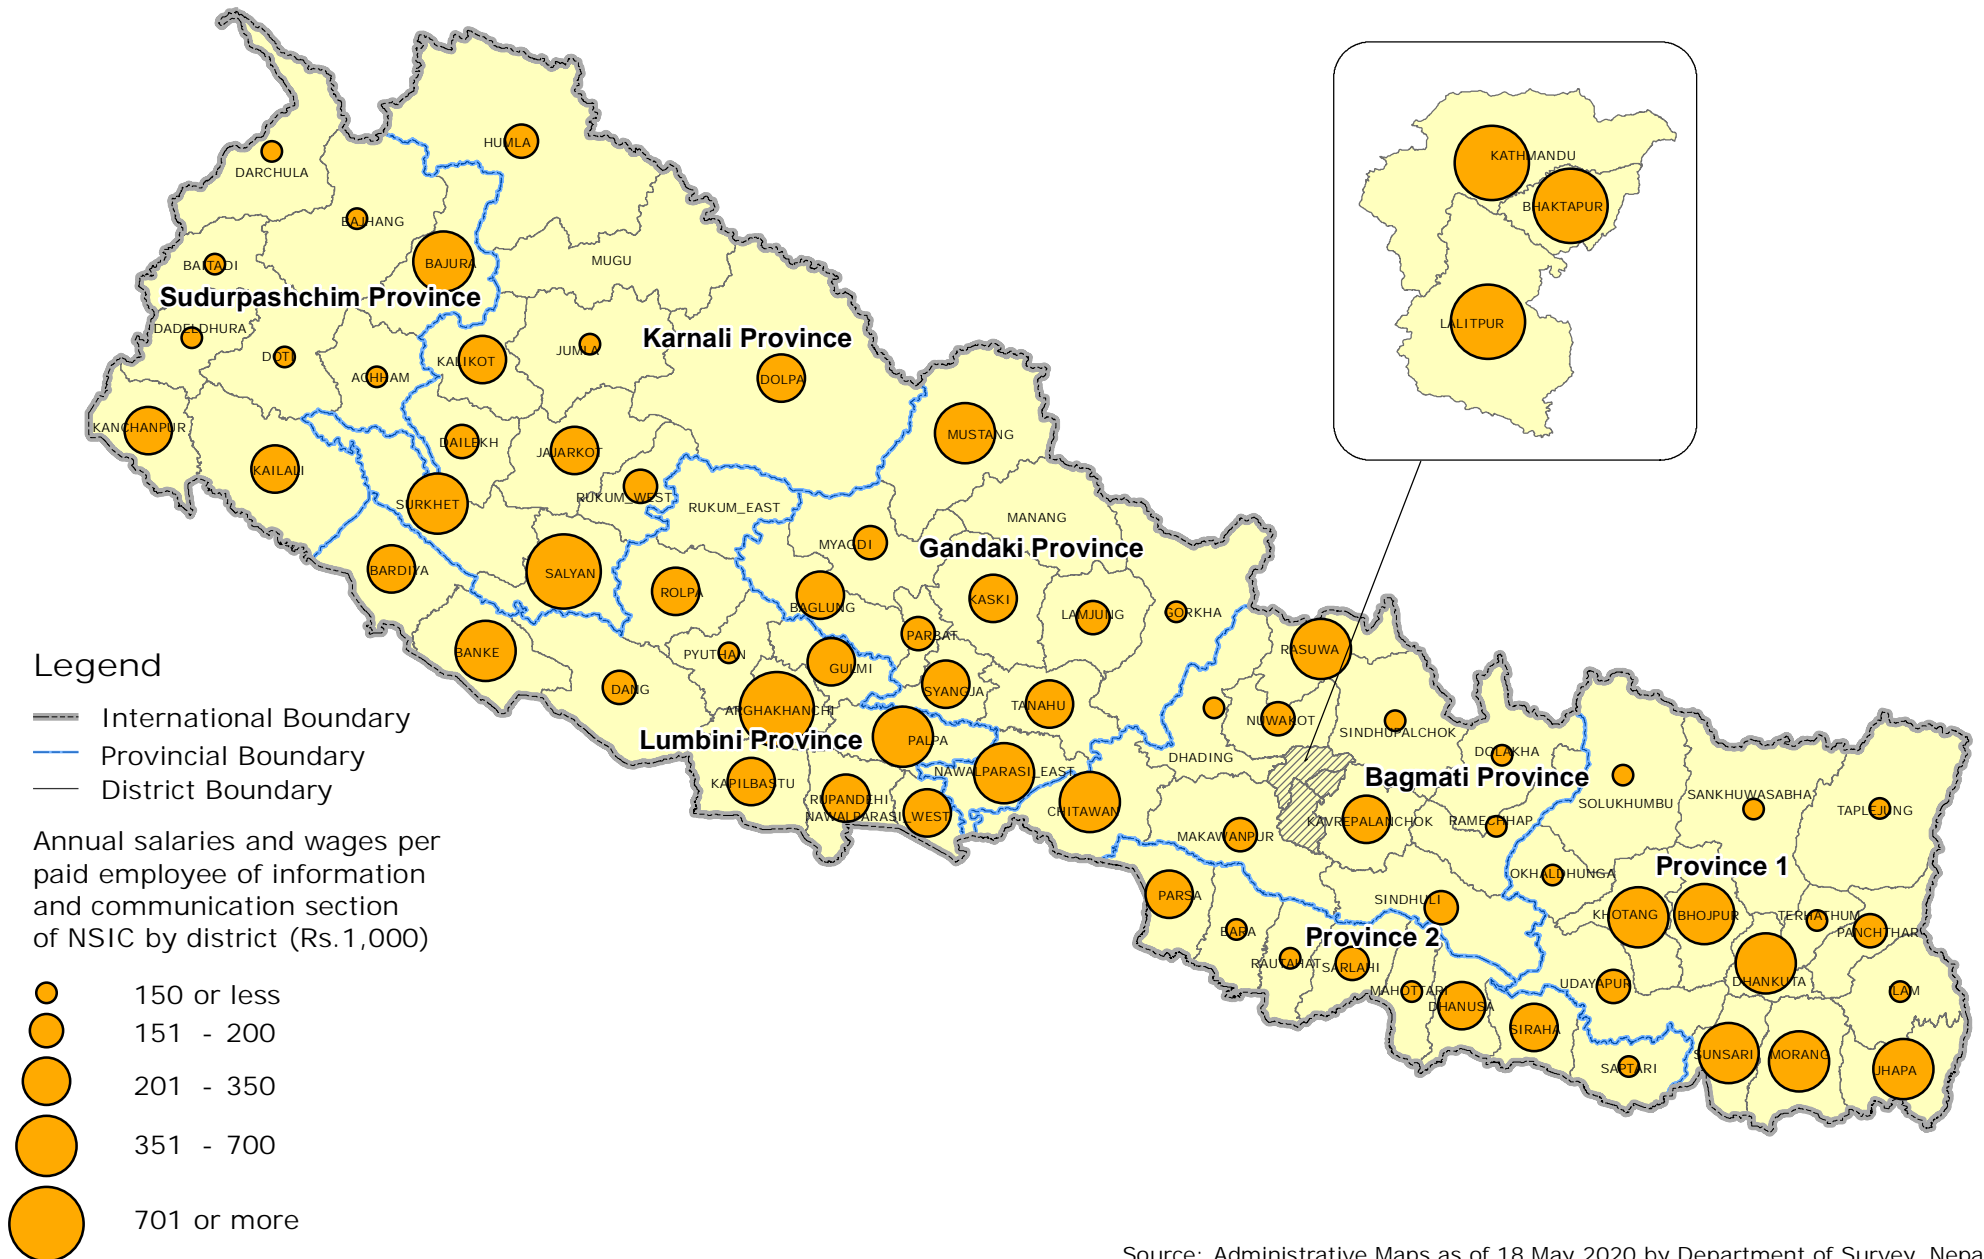 HUMLA
DARCHULA
BAJHANG
BAITADI
BAJURA
MUGU
Sudurpashchim Province
DADELDHURA
DOTI
ACHHAM
KALIKOT
JUMLA
Karnali Province
DOLPA
KANCHANPUR
KAILALI
DAILEKH
JAJARKOT
MUSTANG
SURKHET
RUKUM_WEST
RUKUM_EAST
MANANG
MYAGDI
Gandaki Province
BARDIYA
SALYAN
ROLPA
BAGLUNG
KASKI
LAMJUNG
GORKHA
PARBAT
BANKE
PYUTHAN
GULMI
DANG
SYANGJA
TANAHU
ARGHAKHANCHI
Lumbini Province
PALPA
KAPILBASTU
RUPANDEHI
NAWALPARASI_EAST
NAWALPARASI_WEST
CHITAWAN
KATHMANDU
BHAKTAPUR
LALITPUR
RASUWA
NUWAKOT
DHADING
SINDHUPALCHOK
DOLAKHA
Bagmati Province
KAVREPALANCHOK
RAMECHHAP
MAKAWANPUR
SINDHULI
SOLUKHUMBU
SANKHUWASABHA
TAPLEJUNG
OKHALDHUNGA
Province 1
KHOTANG
BHOJPUR
TERHATHUM
PANCHTHAR
PARSA
BARA
RAUTAHAT
Province 2
SARLAHI
MAHOTTARI
DHANUSA
SIRAHA
UDAYAPUR
DHANKUTA
ILAM
SAPTARI
SUNSARI
MORANG
JHAPA
Legend
International Boundary
Provincial Boundary
District Boundary
Annual salaries and wages per
paid employee of information
and communication section
of NSIC by district (Rs.1,000)
150 or less
151 - 200
201 - 350
351 - 700
701 or more
Source: Administrative Maps as of 18 May 2020 by Department of Survey, Nepa